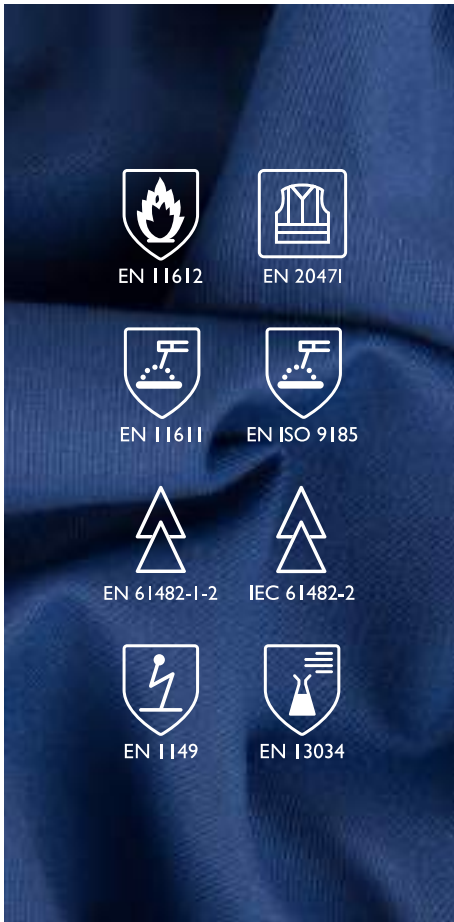 EN 11612
EN 20471
EN 11611
EN ISO 9185
EN 61482-1-2
IEC 61482-2
EN 1149
EN 13034